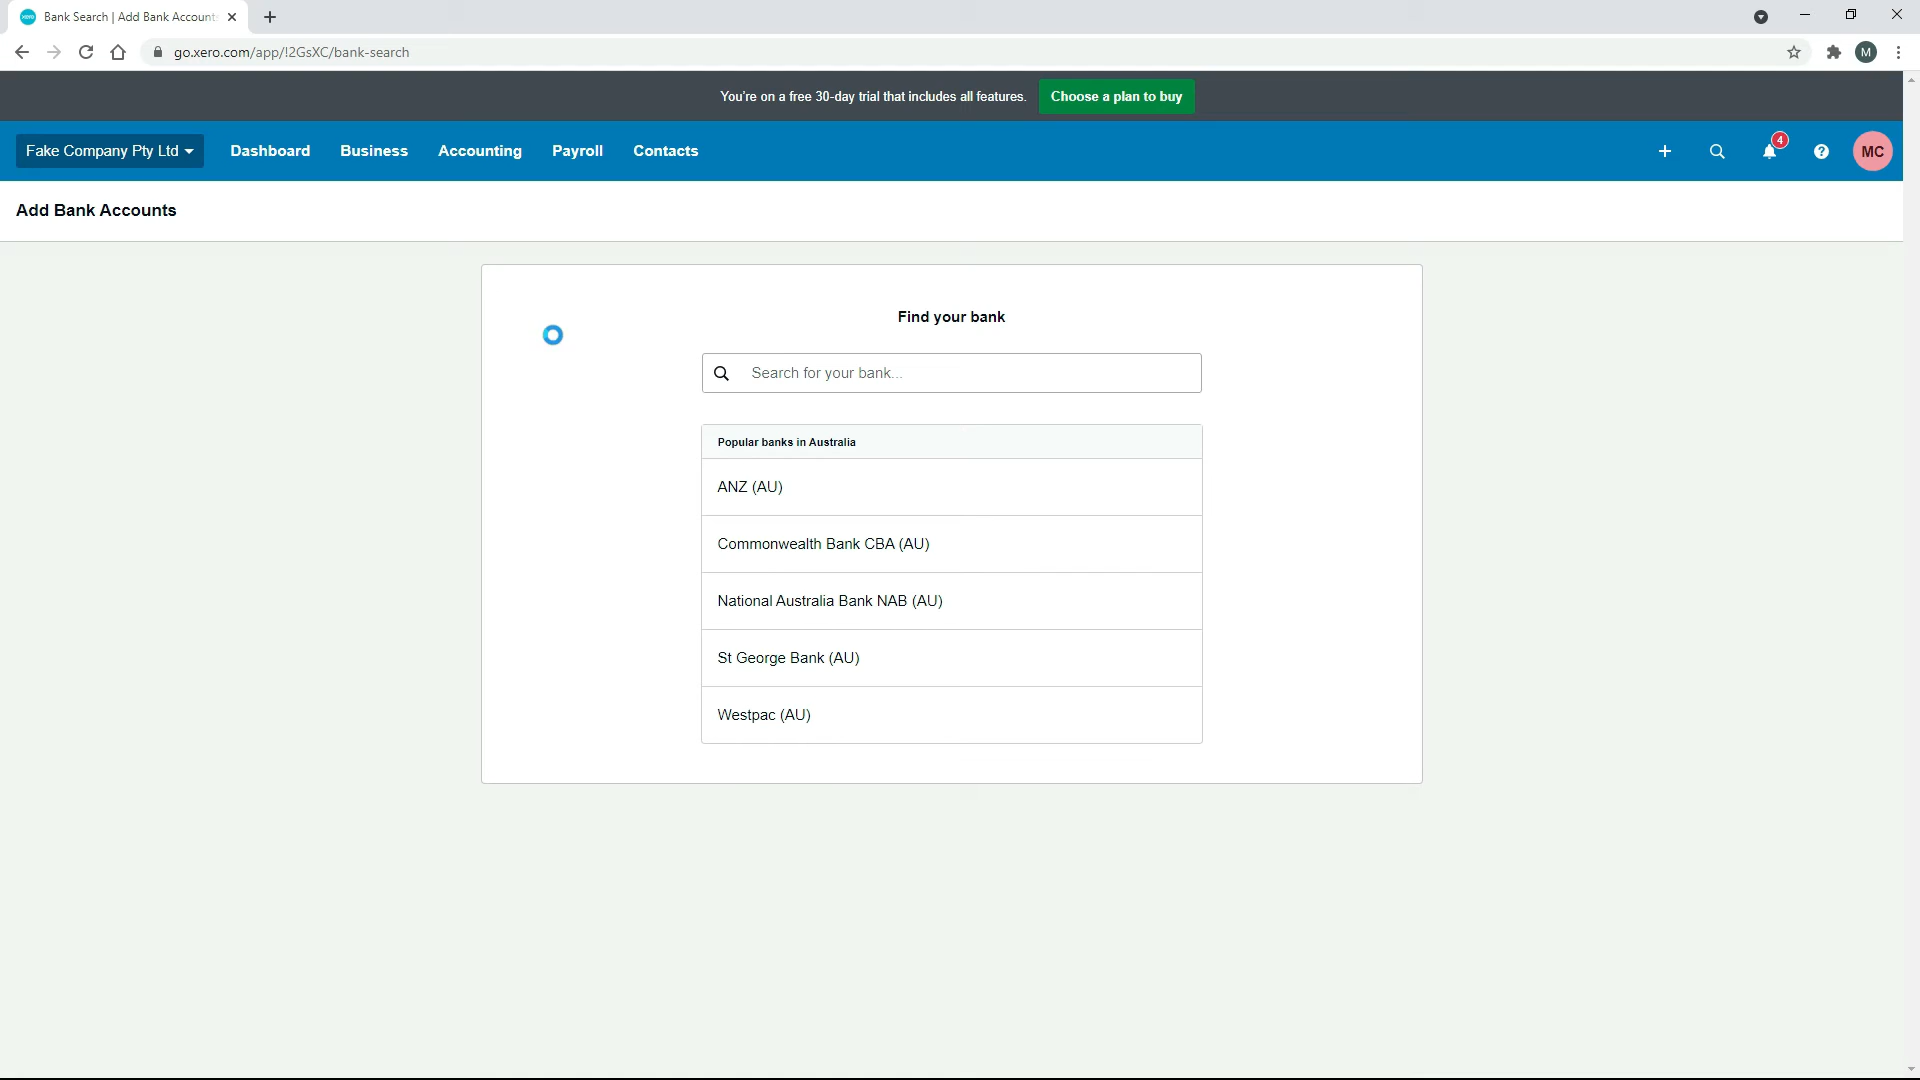 Bank Search | Add Bank Account
go.xero.com/app/!2GsXC/bank-search
M
You're on a free 30-day trial that includes all features.
Choose a plan to buy
Fake Company Pty Ltd
Dashboard
Business
Accounting
Payroll
Contacts
4
?
MC
Add Bank Accounts
Find your bank
Search for your bank...
Popular banks in Australia
ANZ (AU)
Commonwealth Bank CBA (AU)
National Australia Bank NAB (AU)
St George Bank (AU)
Westpac (AU)